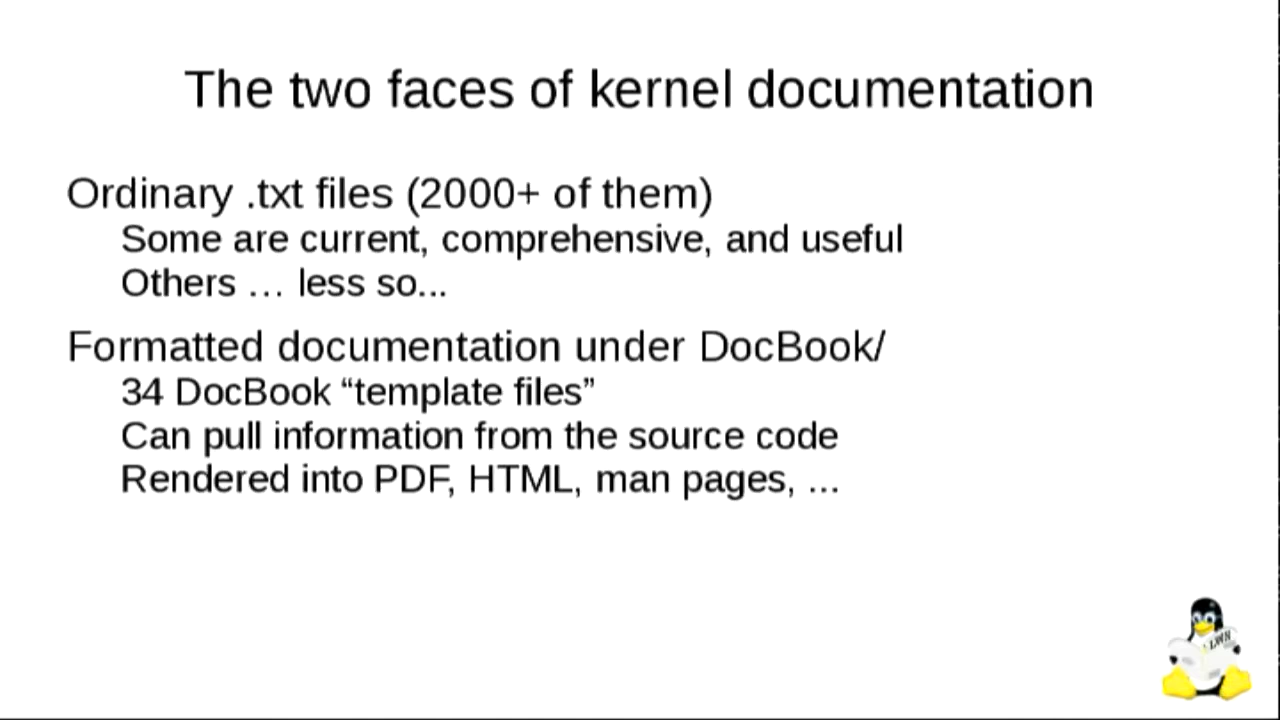 The two faces of kernel documentation
Ordinary .txt files (2000+ of them)
Some are current, comprehensive, and useful
Others … less so...
Formatted documentation under DocBook/
34 DocBook “template files”
Can pull information from the source code
Rendered into PDF, HTML, man pages, ...
LWN